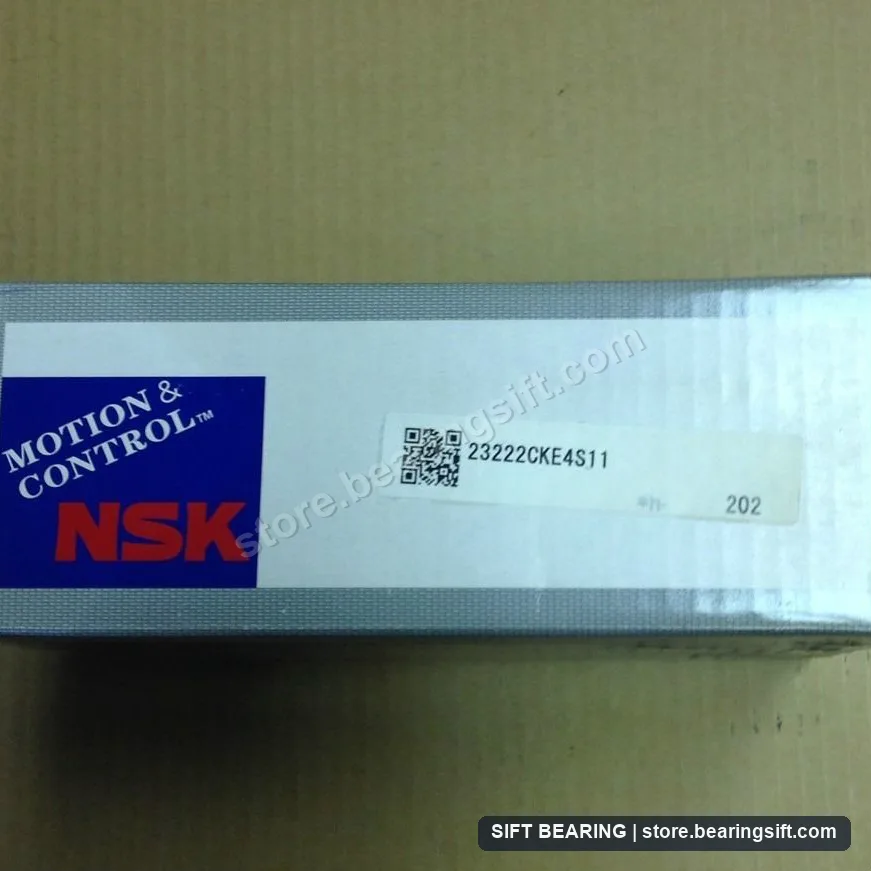 MOTION &
CONTROL™
NSK
23222CKE4S11
202
store.bearingsift.com
SIFT BEARING | store.bearingsift.com